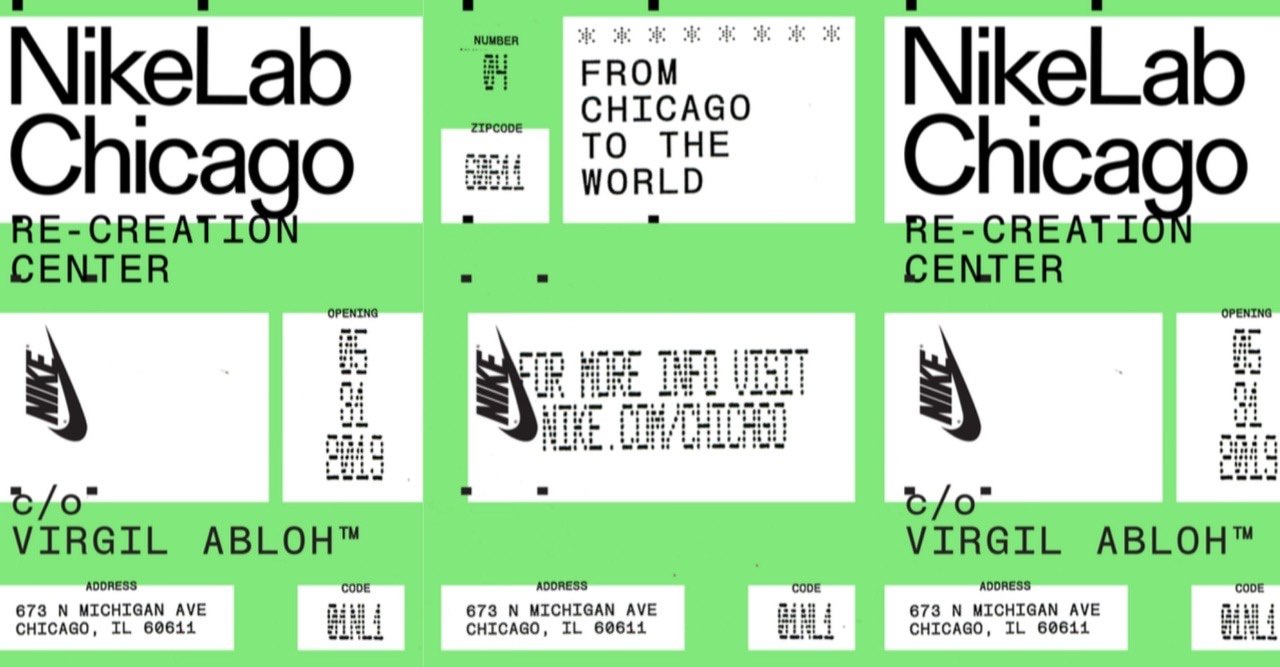 NikeLab
Chicago
RE-CREATION
CENTER
NIKE
OPENING
05
31
2019
c/o
VIRGIL ABLOH™
ADDRESS
673 N MICHIGAN AVE
CHICAGO, IL 60611
CODE
01NL1
NUMBER
04
ZIPCODE
60611
FROM
CHICAGO
TO THE
WORLD
NIKE
FOR MORE INFO VISIT
NIKE.COM/CHICAGO
ADDRESS
673 N MICHIGAN AVE
CHICAGO, IL 60611
CODE
01NL1
NikeLab
Chicago
RE-CREATION
CENTER
NIKE
OPENING
05
31
2019
c/o
VIRGIL ABLOH™
ADDRESS
673 N MICHIGAN AVE
CHICAGO, IL 60611
CODE
01NL1